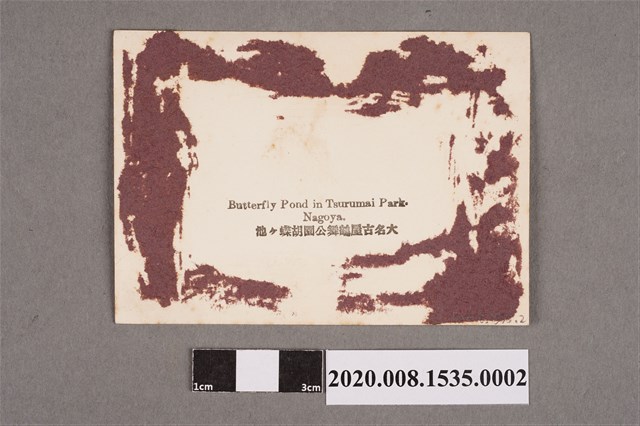 Butterfly Pond in Tsurumai Park.
Nagoya.
大名古屋鶴舞公園胡蝶ヶ池
1cm 3cm
2020.008.1535.0002